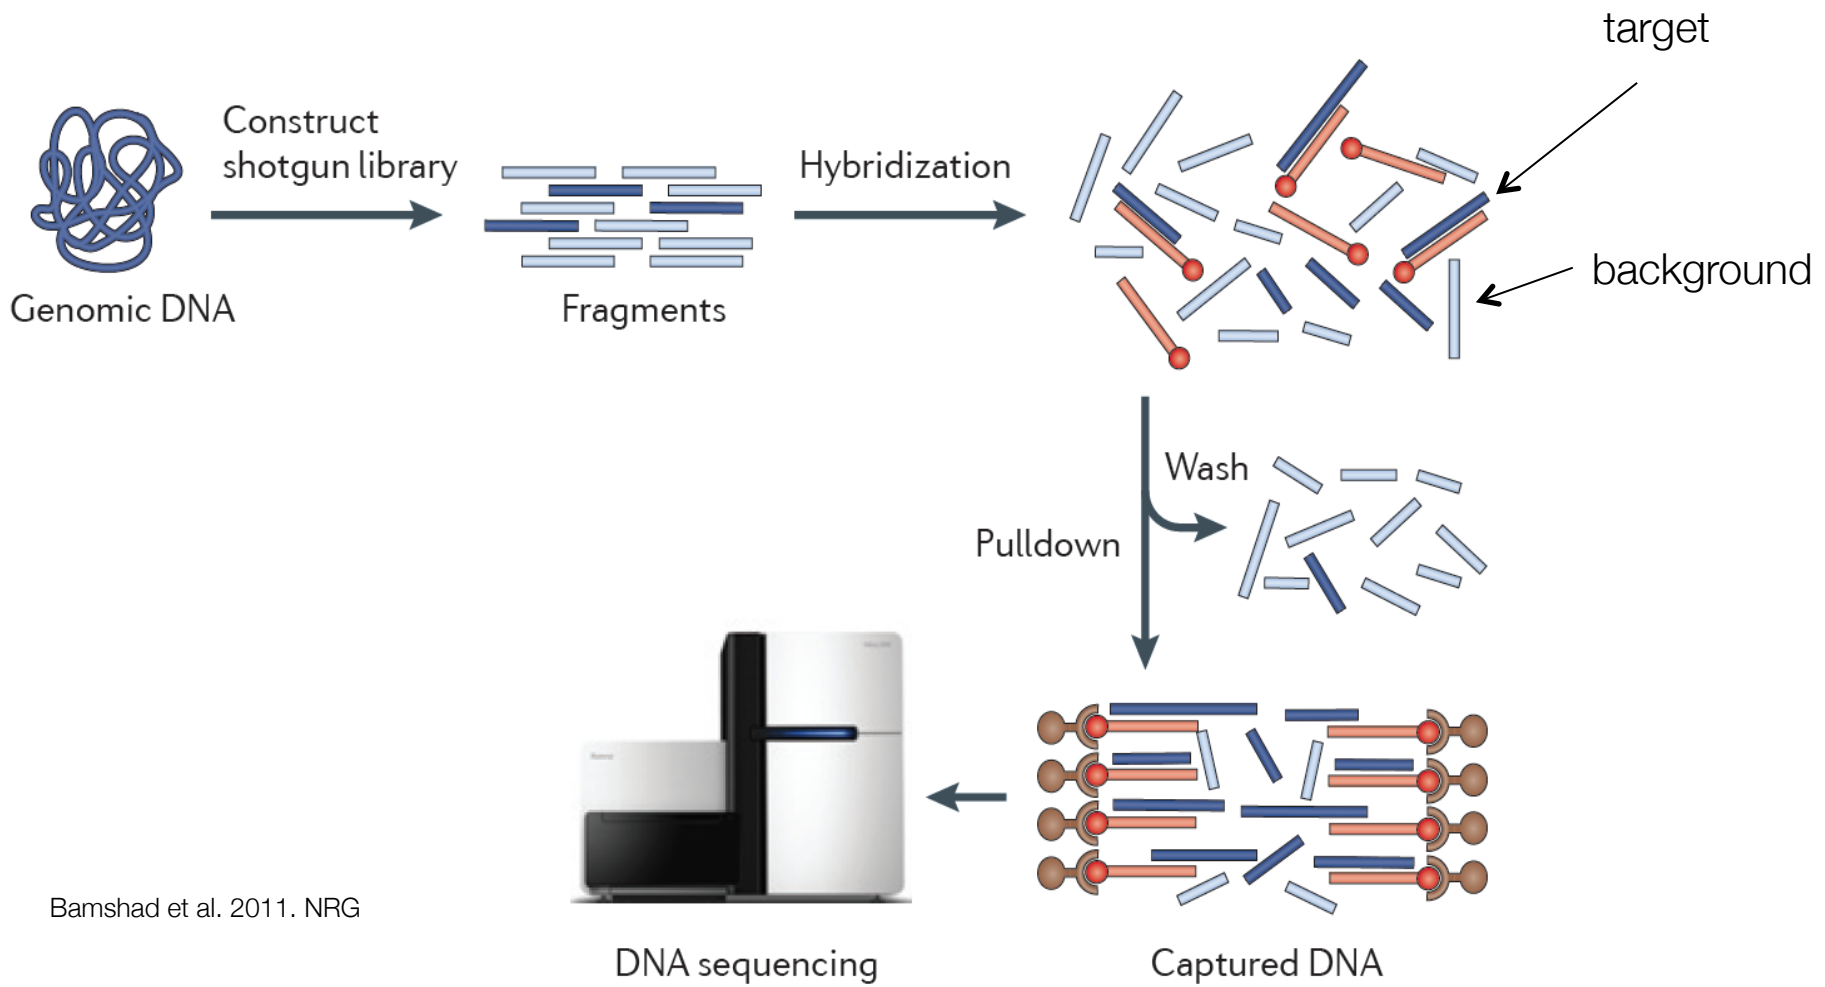 target
Construct
shotgun library
Hybridization
background
Genomic DNA
Fragments
Wash
Pulldown
Bamshad et al. 2011. NRG
DNA sequencing
Captured DNA